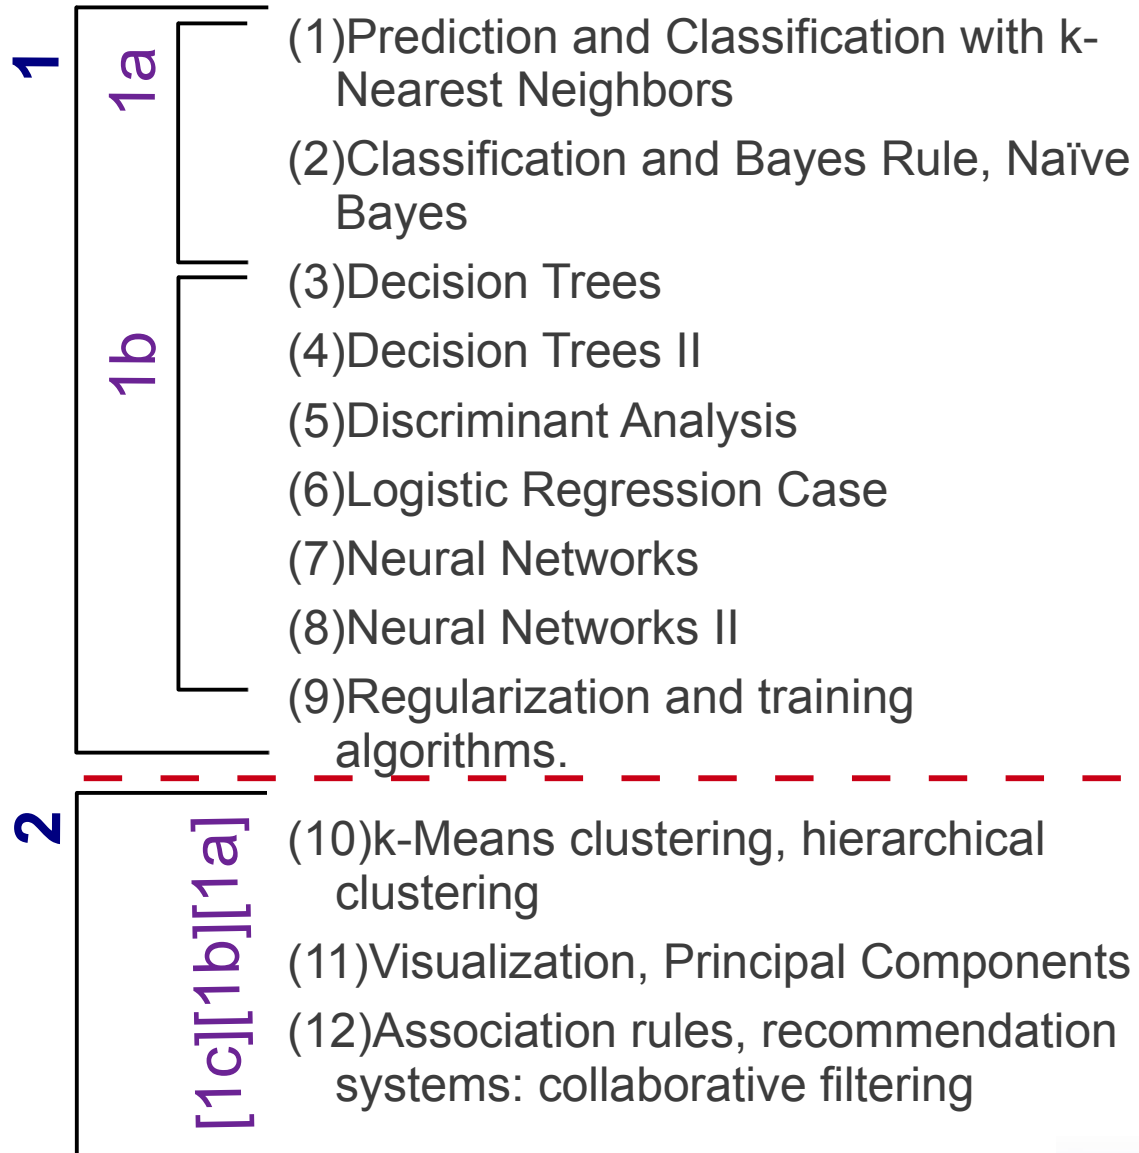 1
1a
(1)Prediction and Classification with k-
Nearest Neighbors
(2)Classification and Bayes Rule, Naïve
Bayes
1b
(3)Decision Trees
(4)Decision Trees II
(5)Discriminant Analysis
(6)Logistic Regression Case
(7)Neural Networks
(8)Neural Networks II
(9)Regularization and training
algorithms.
2
[1c][1b][1a]
(10)k-Means clustering, hierarchical
clustering
(11)Visualization, Principal Components
(12)Association rules, recommendation
systems: collaborative filtering